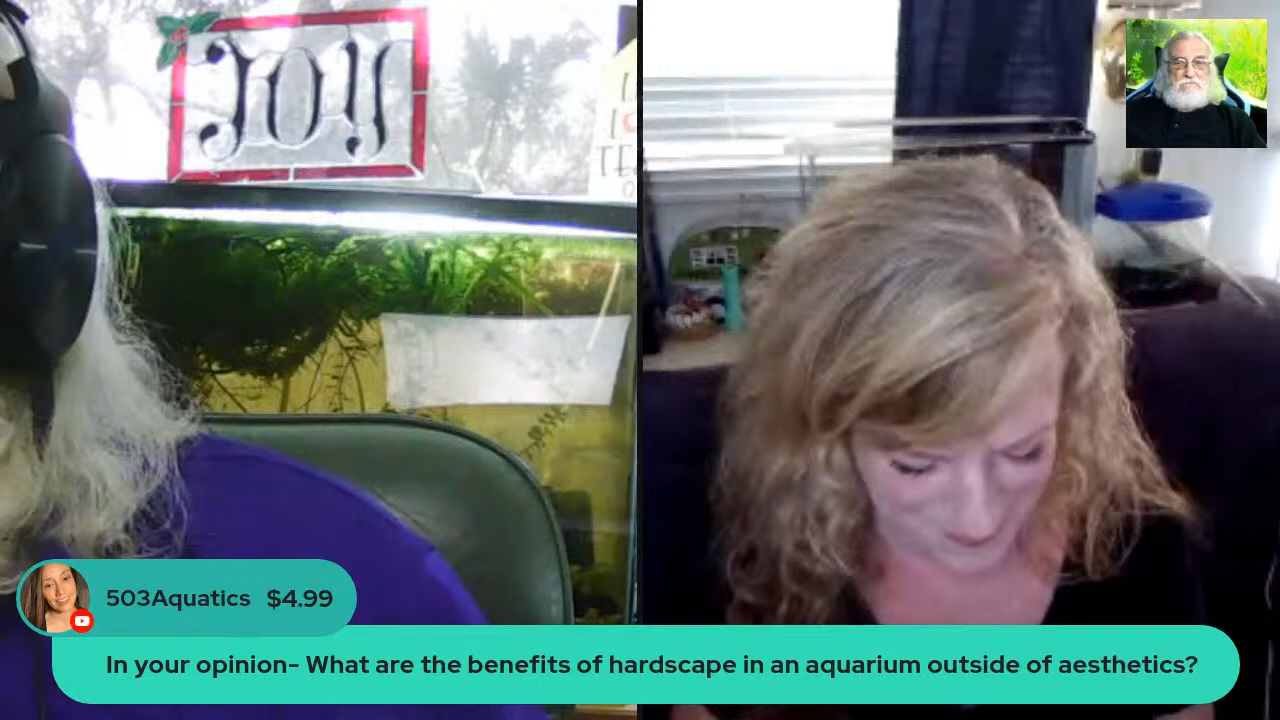 JOY
503Aquatics $4.99
In your opinion- What are the benefits of hardscape in an aquarium outside of aesthetics?